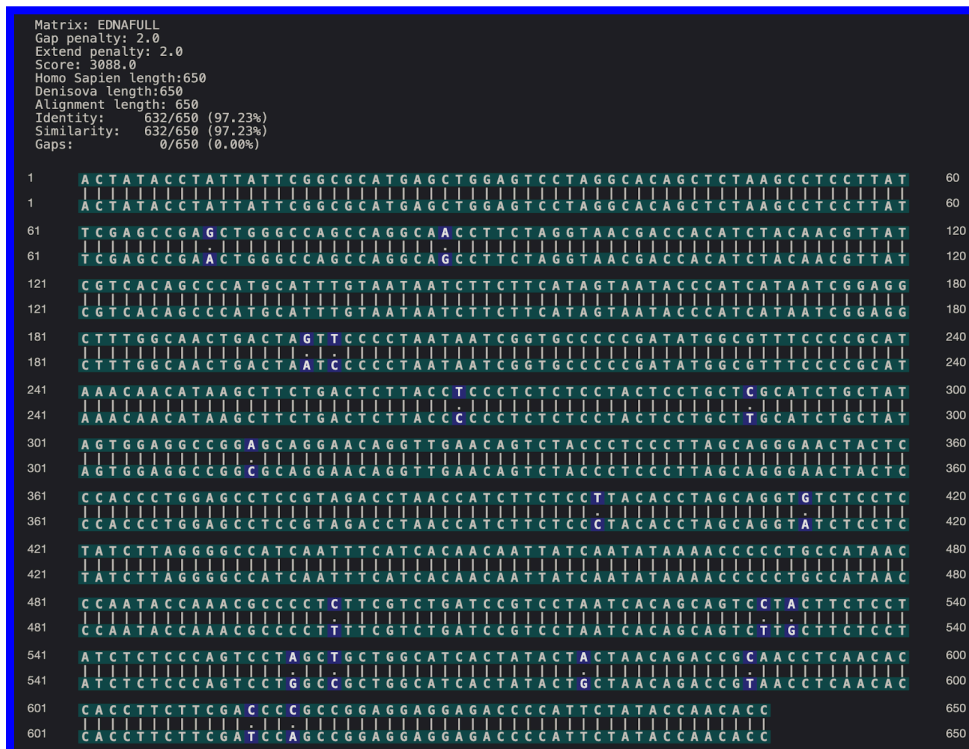 Matrix: EDNAFULL
Gap penalty: 2.0
Extend penalty: 2.0
Score: 3088.0
Homo Sapien length:650
Denisova length:650
Alignment length: 650
Identity: 632/650 (97.23%)
Similarity: 632/650 (97.23%)
Gaps: 0/650 (0.00%)
1 ACTATACCTATTATTCGGCGCATGAGCTGGAGTCCTAGGCACAGCTCTAAGCCTCCTTAT 60
1 ACTATACCTATTATTCGGCGCATGAGCTGGAGTCCTAGGCACAGCTCTAAGCCTCCTTAT 60
61 TCGAGCCGAGCTGGGCCAGCCAGGCAACCTTCTAGGTAACGACCACATCTACAACGTTAT 120
61 TCGAGCCGAACTGGGCCAGCCAGGCAGCCTTCTAGGTAACGACCACATCTACAACGTTAT 120
121 CGTCACAGCCCATGCATTTGTAATAATCTTCTTCATAGTAATACCCATCATAATCGGAGG 180
121 CGTCACAGCCCATGCATTTGTAATAATCTTCTTCATAGTAATACCCATCATAATCGGAGG 180
181 CTTTGGCAACTGACTAGTTCCCCTAATAATCGGTGCCCCCGATATGGCGTTTCCCCGCAT 240
181 CTTTGGCAACTGACTAATCCCCCTAATAATCGGTGCCCCCGATATGGCGTTTCCCCGCAT 240
241 AAACAACATAAGCTTCTGACTCTTACCTCCCTCTCTCCTACTCCTGCTCGCATCTGCTAT 300
241 AAACAACATAAGCTTCTGACTCTTACCCCCCTCTCTCCTACTCCTGCTTGCATCTGCTAT 300
301 AGTGGAGGCCGGAGCAGGAACAGGTTGAACAGTCTACCCTCCCTTAGCAGGGAACTACTC 360
301 AGTGGAGGCCGGCGCAGGAACAGGTTGAACAGTCTACCCTCCCTTAGCAGGGAACTACTC 360
361 CCACCCTGGAGCCTCCGTAGACCTAACCATCTTCTCCTTACACCTAGCAGGTGTCTCCTC 420
361 CCACCCTGGAGCCTCCGTAGACCTAACCATCTTCTCCCTACACCTAGCAGGTATCTCCTC 420
421 TATCTTAGGGGCCATCAATTTCATCACAACAATTATCAATATAAAACCCCCTGCCATAAC 480
421 TATCTTAGGGGCCATCAATTTCATCACAACAATTATCAATATAAAACCCCCTGCCATAAC 480
481 CCAATACCAAACGCCCCTCTTCGTCTGATCCGTCCTAATCACAGCAGTCCTACTTCTCCT 540
481 CCAATACCAAACGCCCCTTTTCGTCTGATCCGTCCTAATCACAGCAGTCTTGCTTCTCCT 540
541 ATCTCTCCCAGTCCTAGCTGCTGGCATCACTATACTACTAACAGACCGCAACCTCAACAC 600
541 ATCTCTCCCAGTCCTGGCCGCTGGCATCACTATACTGCTAACAGACCGTAACCTCAACAC 600
601 CACCTTCTTCGACCCCGCCGGAGGAGGAGACCCCATTCTATACCAACACC 650
601 CACCTTCTTCGATCCAGCCGGAGGAGGAGACCCCATTCTATACCAACACC 650